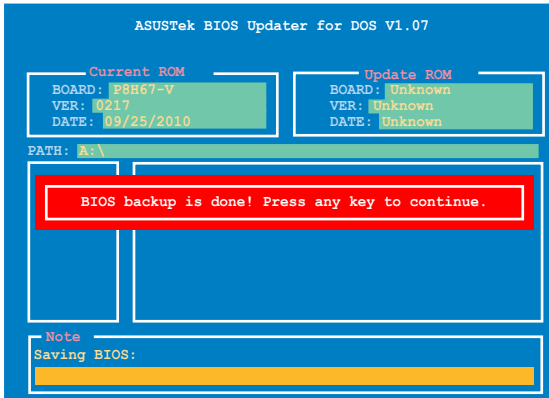 ASUSTek BIOS Updater for DOS V1.07
Current ROM
BOARD: P8H67-V
VER: 0217
DATE: 09/25/2010
Update ROM
BOARD: Unknown
VER: Unknown
DATE: Unknown
PATH: A:\
BIOS backup is done! Press any key to continue.
Note
Saving BIOS: